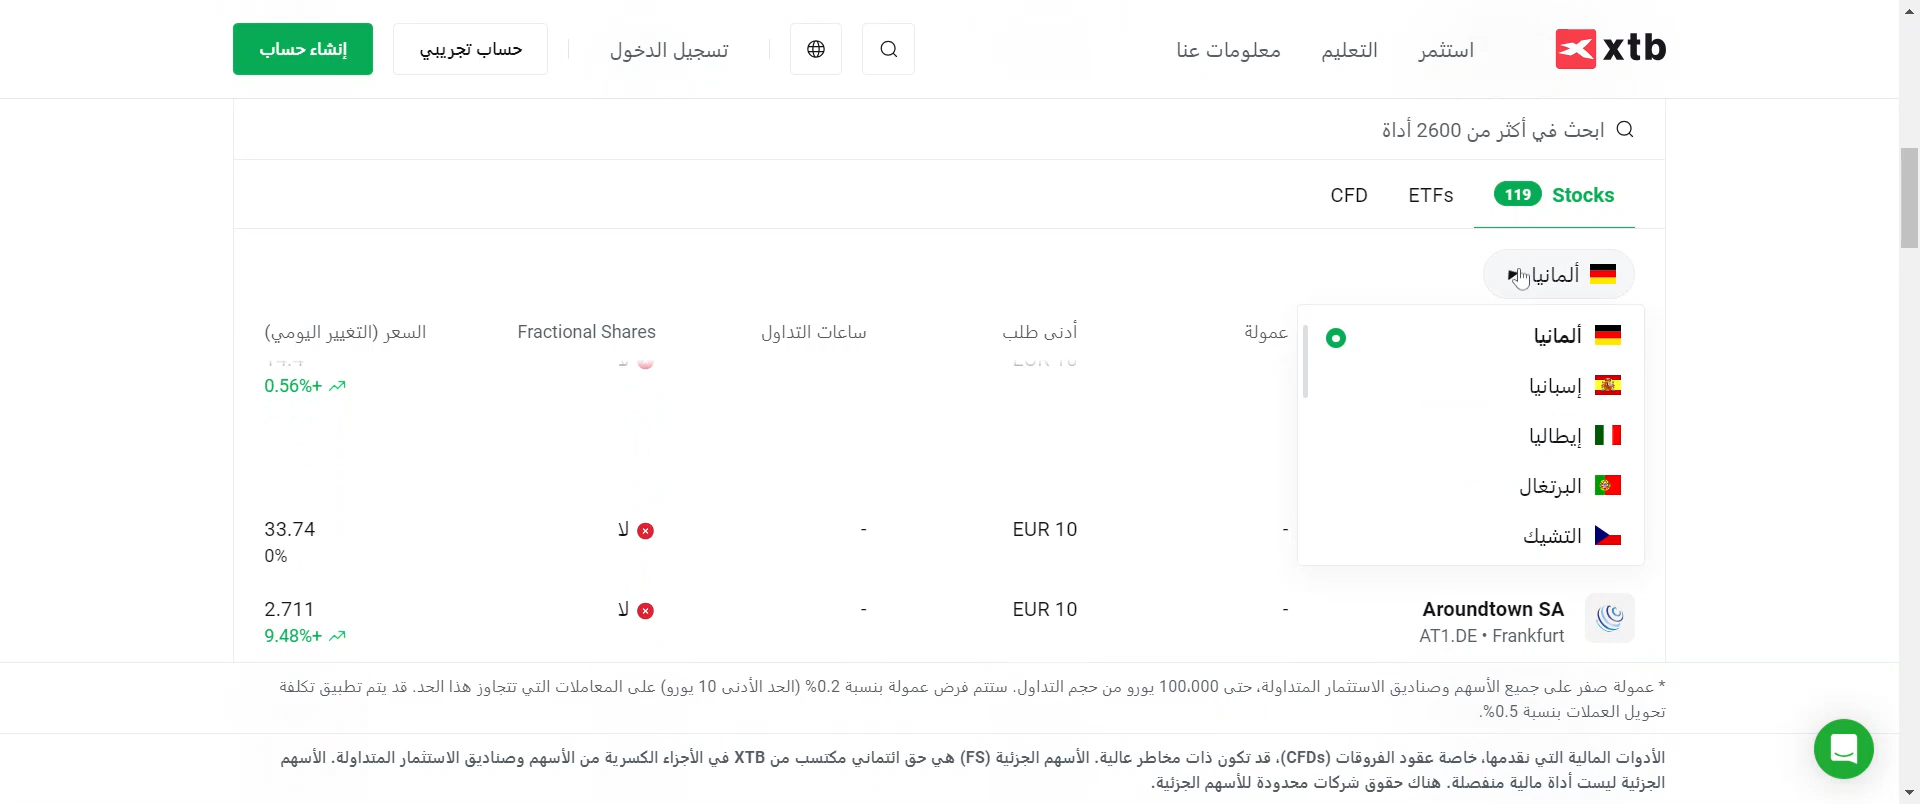 xtb
استثمر
التعليم
معلومات عنا
تسجيل الدخول
حساب تجريبي
إنشاء حساب
ابحث في أكثر من 2600 أداة
Stocks 119
ETFs
CFD
ألمانيا
ألمانيا
إسبانيا
إيطاليا
البرتغال
التشيك
عمولة
أدنى طلب
ساعات التداول
Fractional Shares
السعر (التغيير اليومي)
0.56%+
-
EUR 10
-
لا
33.74
0%
Aroundtown SA
AT1.DE • Frankfurt
-
EUR 10
-
لا
2.711
9.48%+
* عمولة صفر على جميع الأسهم وصناديق الاستثمار المتداولة، حتى 100،000 يورو من حجم التداول. ستتم فرض عمولة بنسبة 0.2% (الحد الأدنى 10 يورو) على المعاملات التي تتجاوز هذا الحد. قد يتم تطبيق تكلفة
تحويل العملات بنسبة 0.5%.
الأدوات المالية التي نقدمها، خاصة عقود الفروقات (CFDs)، قد تكون ذات مخاطر عالية. الأسهم الجزئية (FS) هي حق ائتماني مكتسب من XTB في الأجزاء الكسرية من الأسهم وصناديق الاستثمار المتداولة. الأسهم
الجزئية ليست أداة مالية منفصلة. هناك حقوق شركات محدودة للأسهم الجزئية.